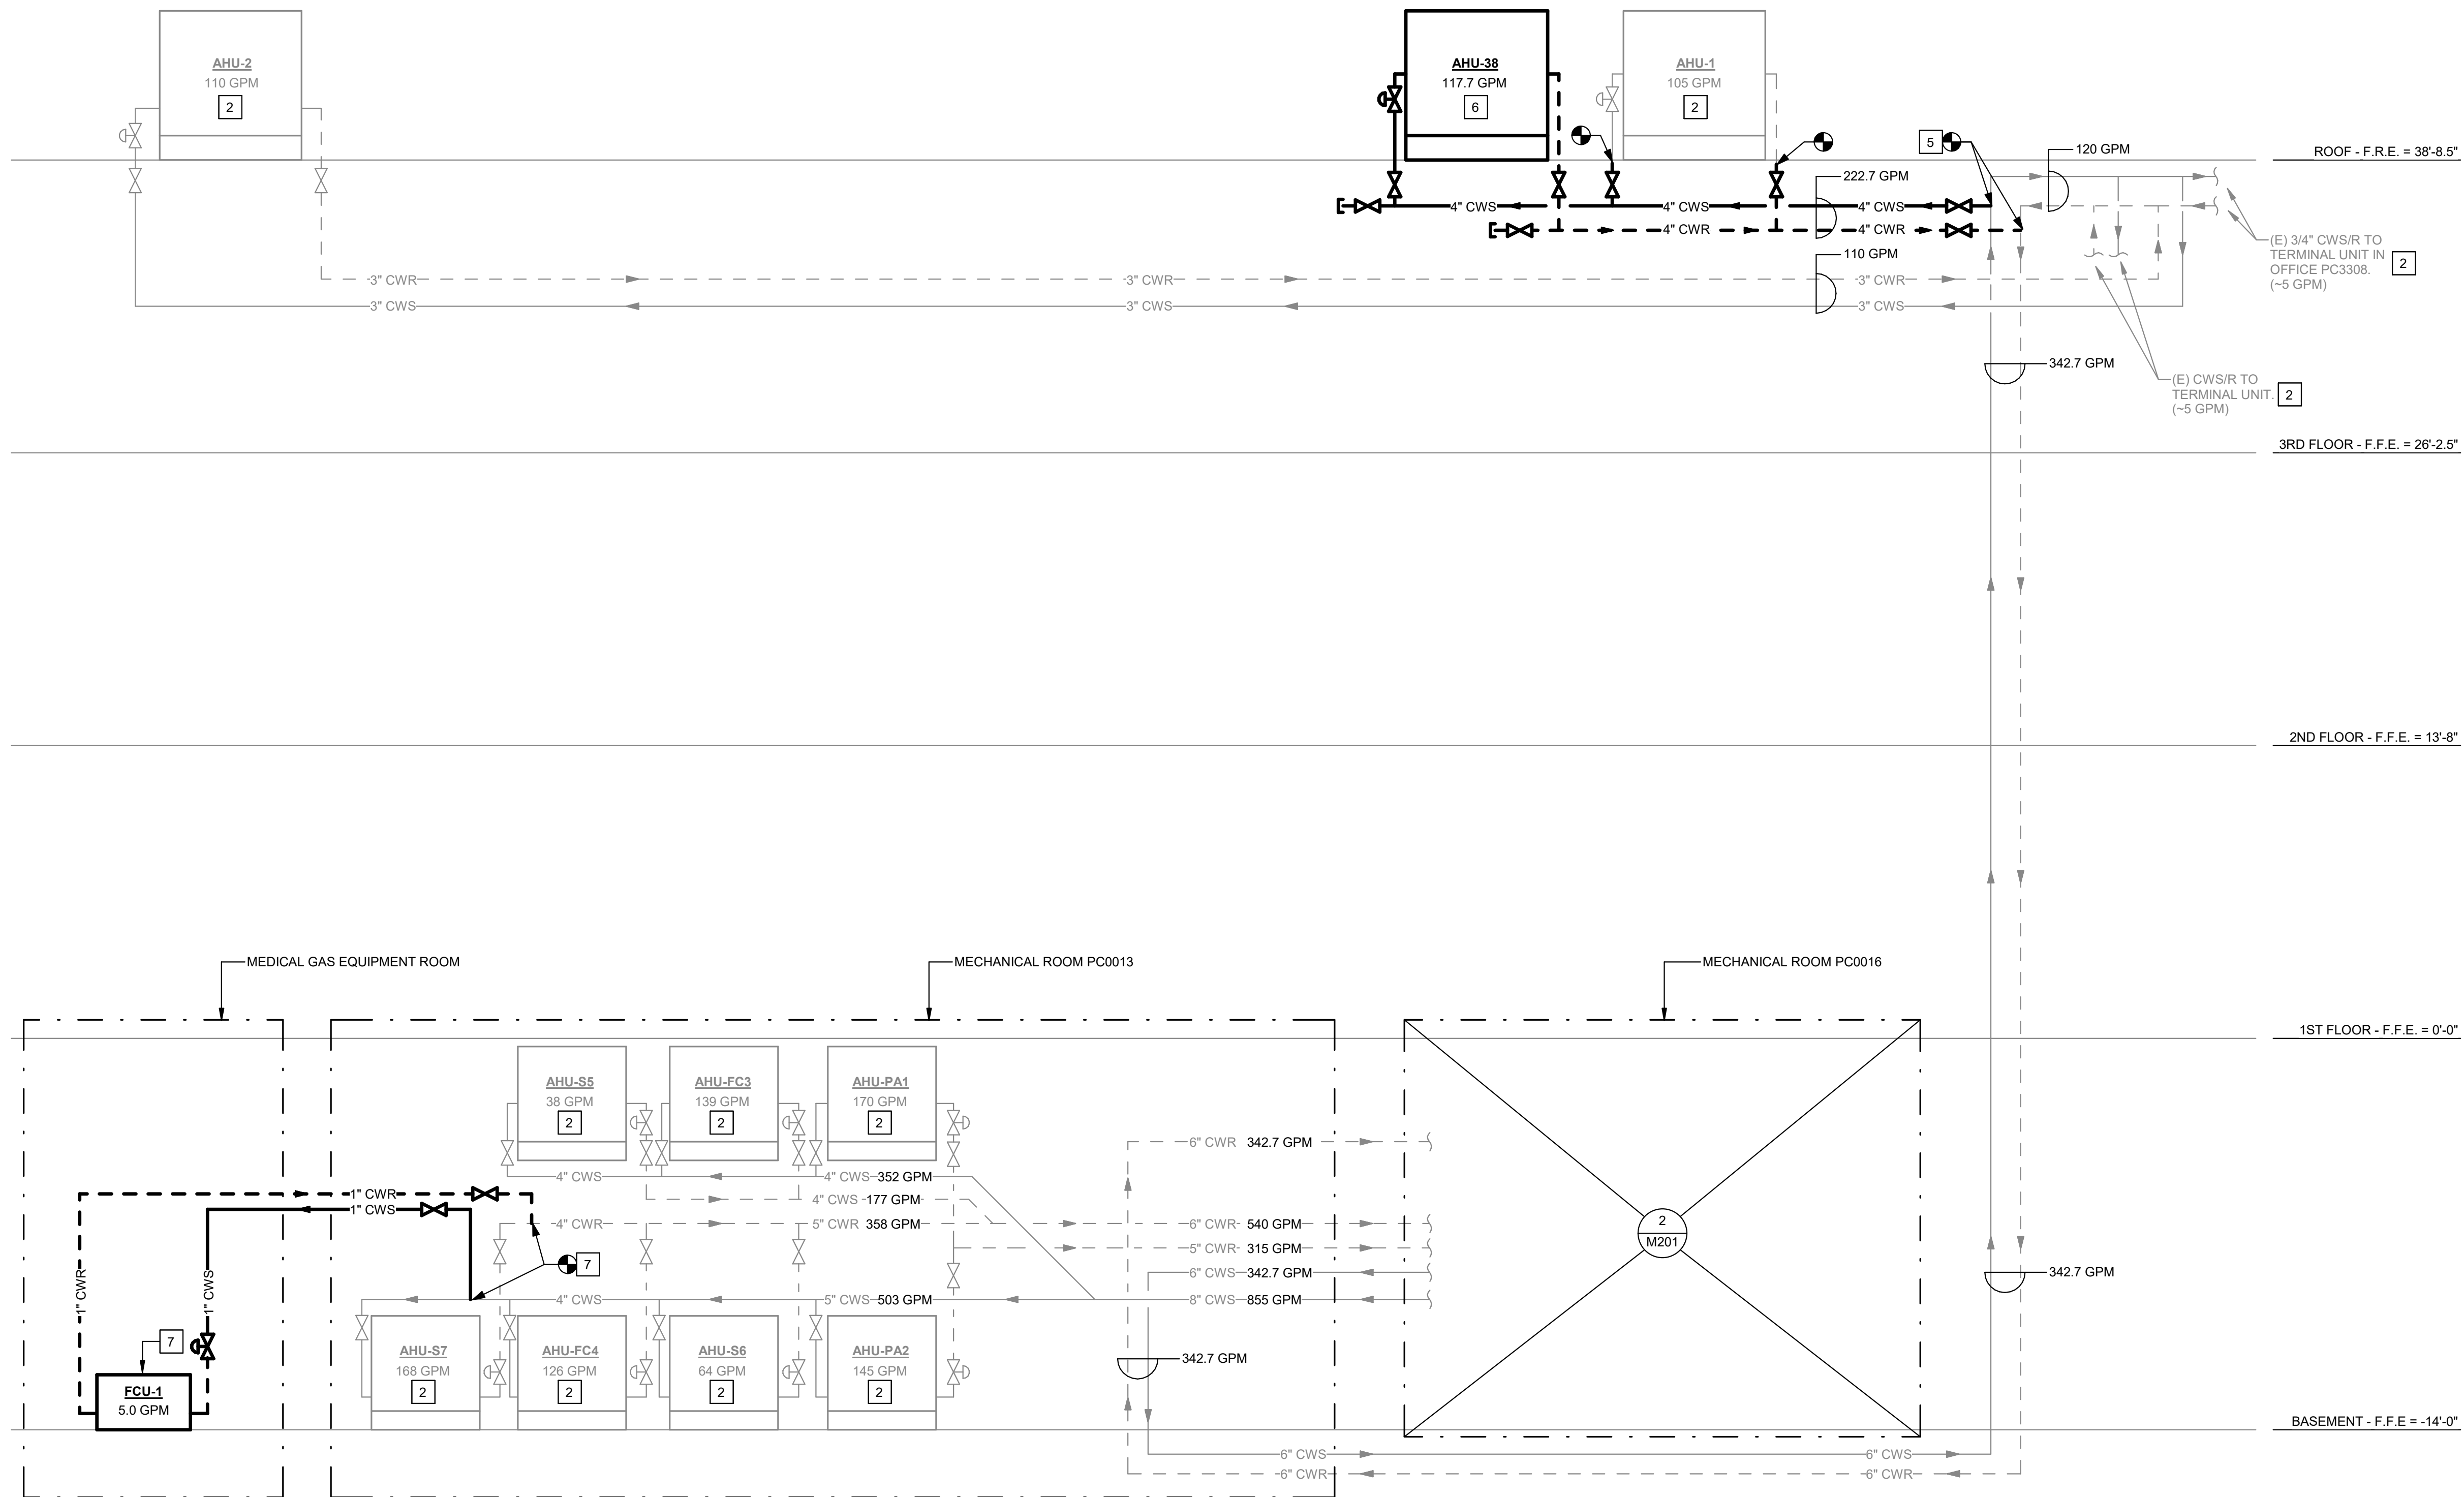 AHU-2
110 GPM
2
AHU-38
117.7 GPM
6
AHU-1
105 GPM
2
5
120 GPM
ROOF - F.R.E. = 38'-8.5"
222.7 GPM
4" CWS
4" CWS
4" CWS
4" CWR
4" CWR
(E) 3/4" CWS/R TO
TERMINAL UNIT IN
OFFICE PC3308.
(~5 GPM)
2
110 GPM
3" CWR
3" CWR
3" CWR
3" CWS
3" CWS
3" CWS
342.7 GPM
(E) CWS/R TO
TERMINAL UNIT.
(~5 GPM)
2
3RD FLOOR - F.F.E. = 26'-2.5"
2ND FLOOR - F.F.E. = 13'-8"
MEDICAL GAS EQUIPMENT ROOM
MECHANICAL ROOM PC0013
MECHANICAL ROOM PC0016
1ST FLOOR - F.F.E. = 0'-0"
AHU-S5
38 GPM
2
AHU-FC3
139 GPM
2
AHU-PA1
170 GPM
2
6" CWR 342.7 GPM
4" CWS
4" CWS 352 GPM
1" CWR
4" CWS 177 GPM
1" CWS
4" CWR
5" CWR 358 GPM
6" CWR 540 GPM
5" CWR 315 GPM
7
6" CWS 342.7 GPM
4" CWS
5" CWS 503 GPM
8" CWS 855 GPM
2
M201
342.7 GPM
1" CWR
1" CWS
7
FCU-1
5.0 GPM
AHU-S7
168 GPM
2
AHU-FC4
126 GPM
2
AHU-S6
64 GPM
2
AHU-PA2
145 GPM
2
342.7 GPM
BASEMENT - F.F.E = -14'-0"
6" CWS
6" CWS
6" CWR
6" CWR